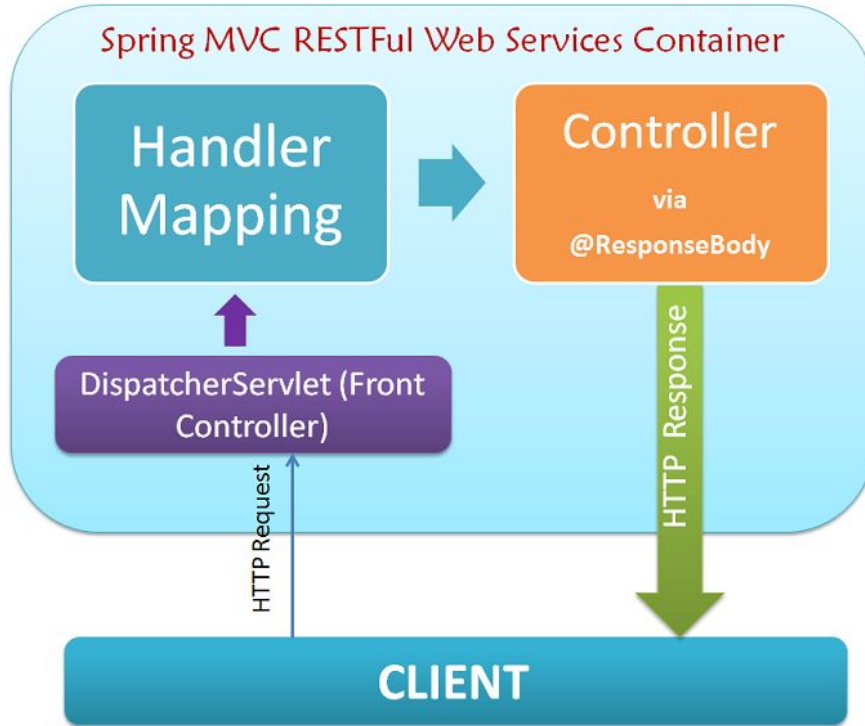 Spring MVC RESTFul Web Services Container
Handler
Mapping
Controller
via
@ResponseBody
DispatcherServlet (Front
Controller)
HTTP Request
HTTP Response
CLIENT